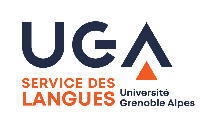 UGA
SERVICE DES
LANGUES
Université
Grenoble Alpes